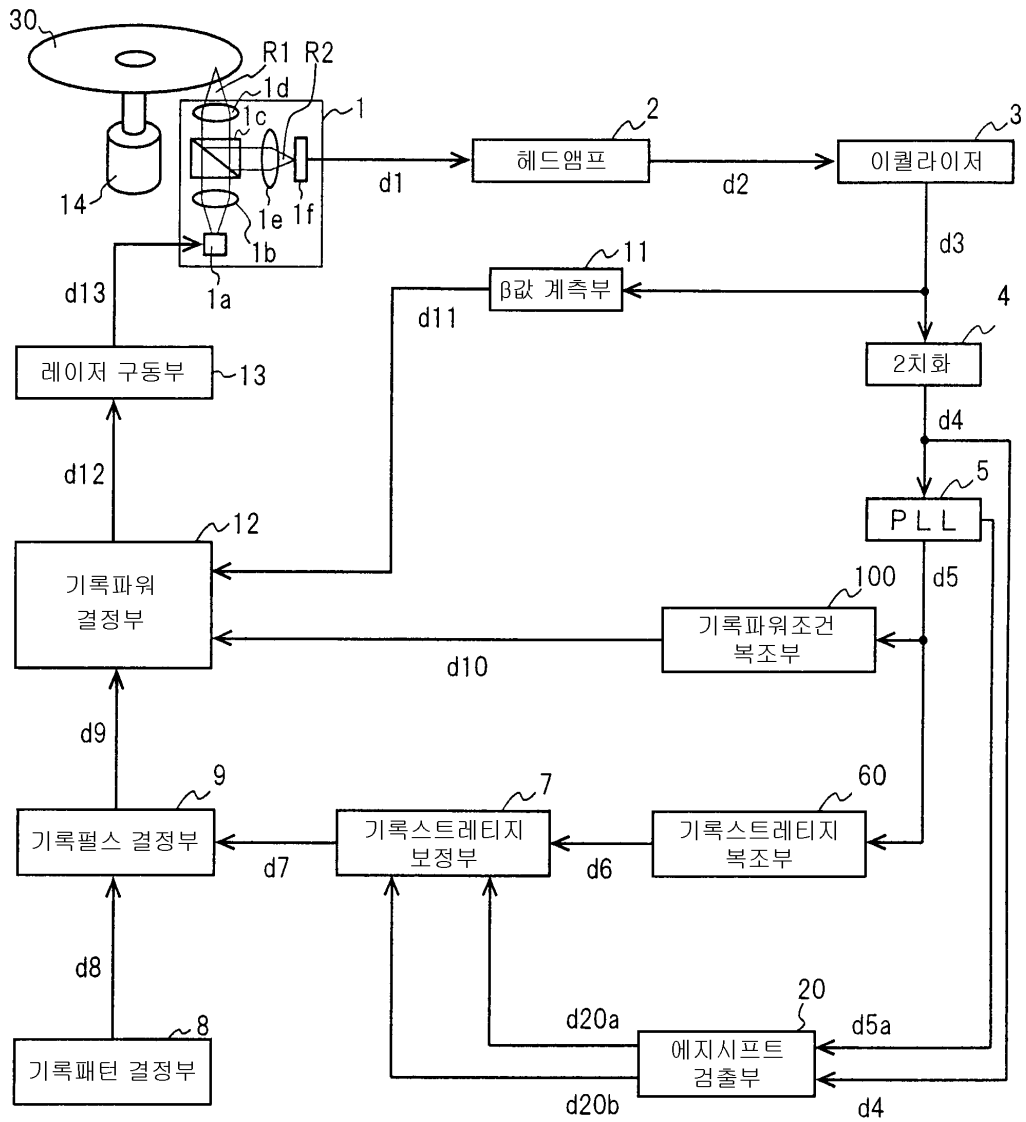 30
R1
R2
1d
1
1c
2
3
헤드앰프
이퀄라이저
14
d1
d2
1e
1f
1b
1a
d3
11
β값 계측부
d13
d11
4
2치화
레이저 구동부
13
d4
d12
5
PLL
12
d5
100
기록파워
결정부
기록파워조건
복조부
d10
d9
9
7
60
기록펄스 결정부
기록스트레티지
보정부
기록스트레티지
복조부
d7
d6
d8
20
d20a
d5a
8
에지시프트
검출부
기록패턴 결정부
d20b
d4